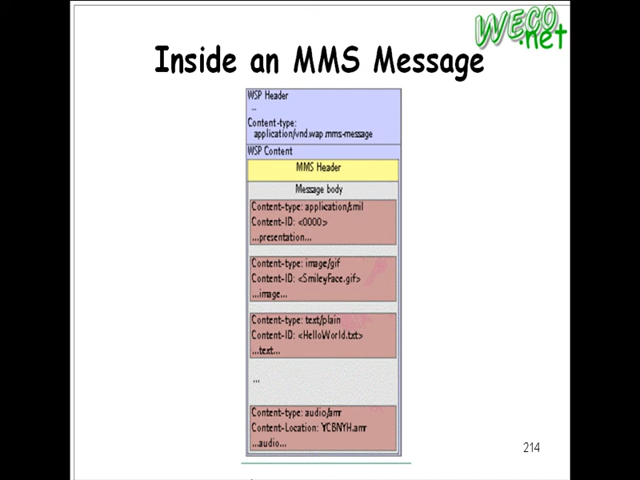 WECO
.net
Inside an MMS Message
WSP Header
...
Content-type:
application/vnd.wap.mms-message
WSP Content
MMS Header
Message body
Content-type: application/smil
Content-ID: <0000>
...presentation...
Content-type: image/gif
Content-ID: <SmileyFace.gif>
...image...
Content-type: text/plain
Content-ID: <HelloWorld.txt>
...text...
...
Content-type: audio/amr
Content-Location: YCBNYH.amr
...audio...
214